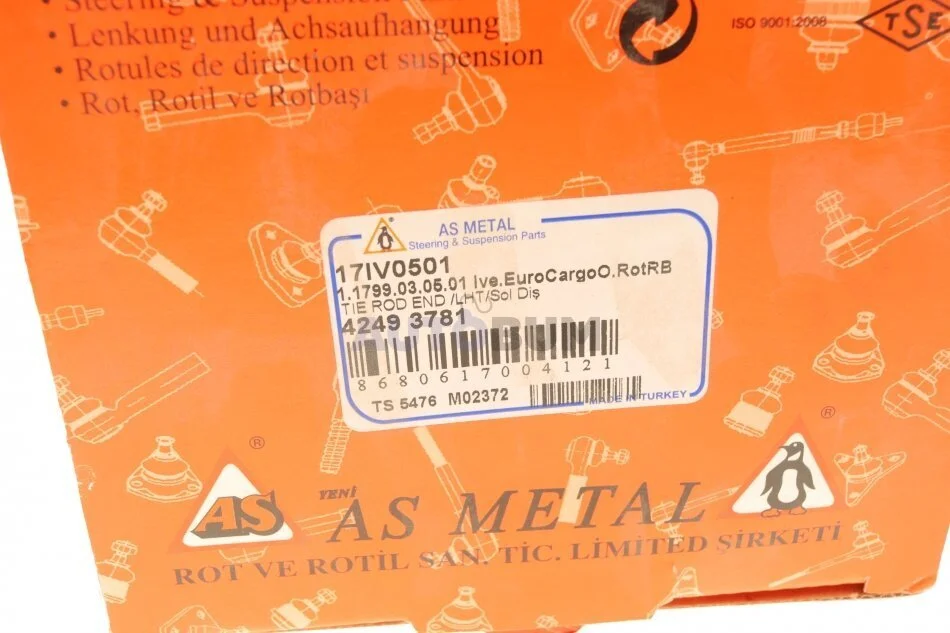 • Steering & Suspension
• Lenkung und Achsaufhangung
• Rotules de direction et suspension
• Rot, Rotil ve Rotbaşı
ISO 9001:2008
TSE
AS METAL
Steering & Suspension Parts
17IV0501
1.1799.03.05.01 Ive.EuroCargoO.RotRB
TIE ROD END /LHT/Sol Diş
4249 3781
AUTOBUM
8680617004121
TS 5476 M02372
MADE IN TURKEY
AS
YENİ
AS METAL
ROT VE ROTİL SAN. TİC. LİMİTED ŞİRKETİ